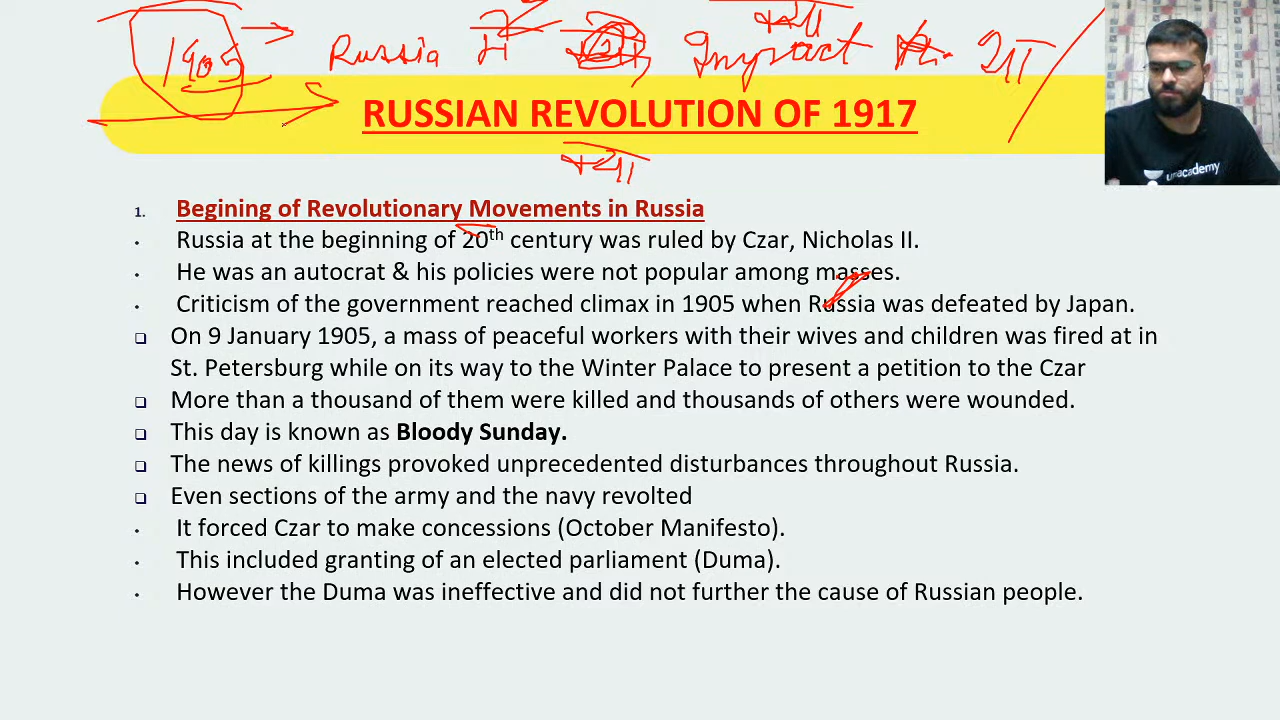 1905 → Russia में Impact
RUSSIAN REVOLUTION OF 1917
1. Begining of Revolutionary Movements in Russia
• Russia at the beginning of 20th century was ruled by Czar, Nicholas II.
• He was an autocrat & his policies were not popular among masses.
• Criticism of the government reached climax in 1905 when Russia was defeated by Japan.
❑ On 9 January 1905, a mass of peaceful workers with their wives and children was fired at in
St. Petersburg while on its way to the Winter Palace to present a petition to the Czar
❑ More than a thousand of them were killed and thousands of others were wounded.
❑ This day is known as Bloody Sunday.
❑ The news of killings provoked unprecedented disturbances throughout Russia.
❑ Even sections of the army and the navy revolted
• It forced Czar to make concessions (October Manifesto).
• This included granting of an elected parliament (Duma).
• However the Duma was ineffective and did not further the cause of Russian people.
unacademy